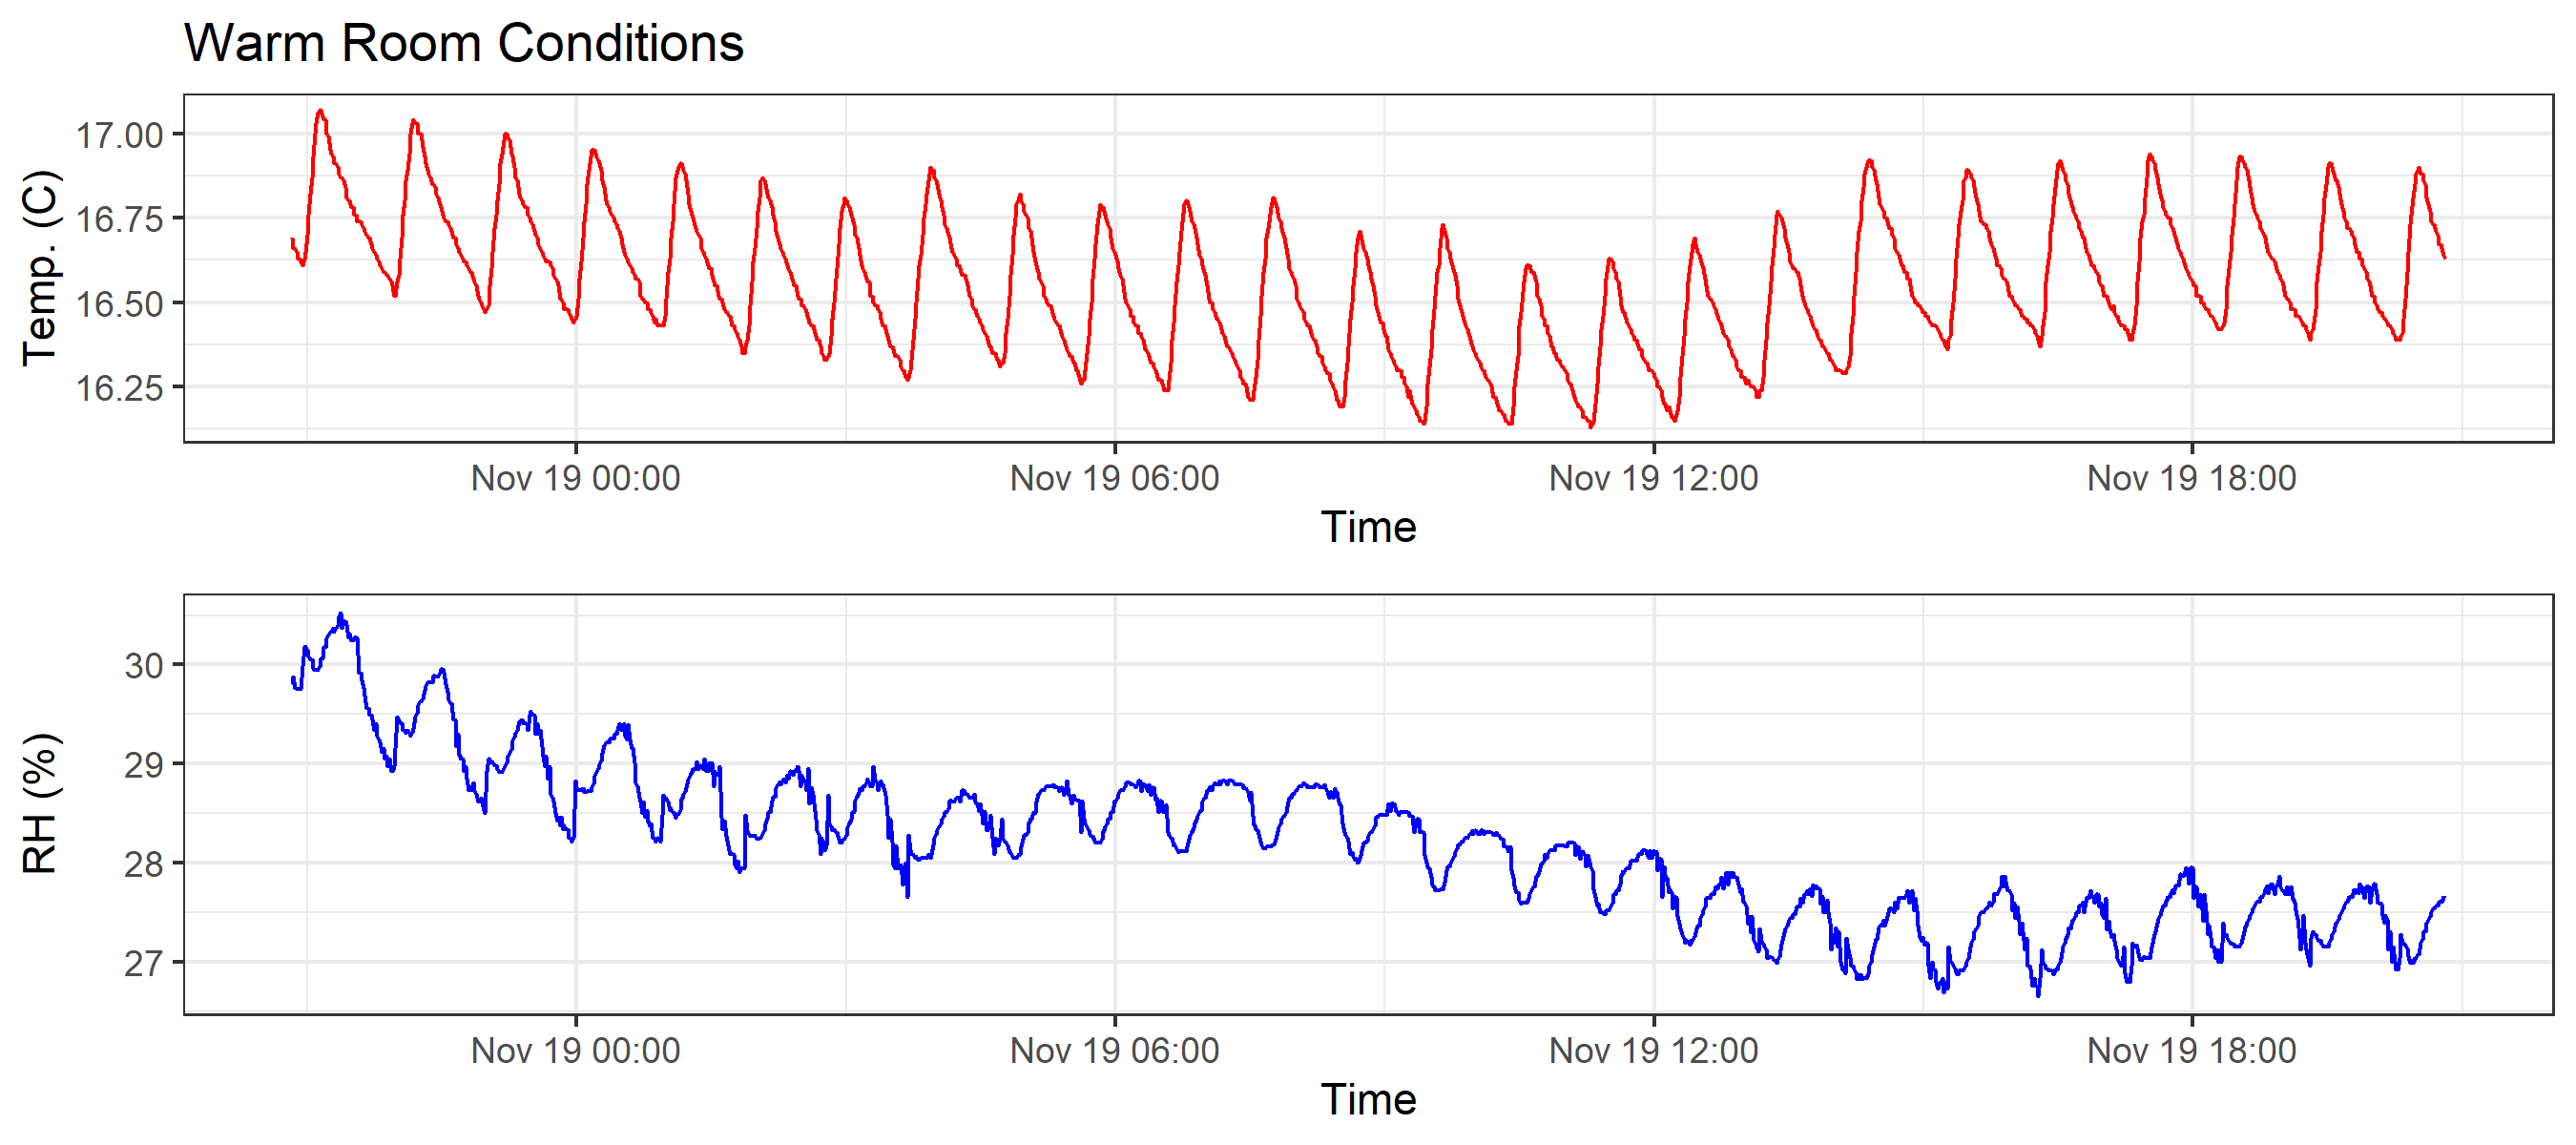 Warm Room Conditions
Temp. (C)
17.00
16.75
16.50
16.25
Nov 19 00:00 Nov 19 06:00 Nov 19 12:00 Nov 19 18:00
Time
RH (%)
30
29
28
27
Nov 19 00:00 Nov 19 06:00 Nov 19 12:00 Nov 19 18:00
Time